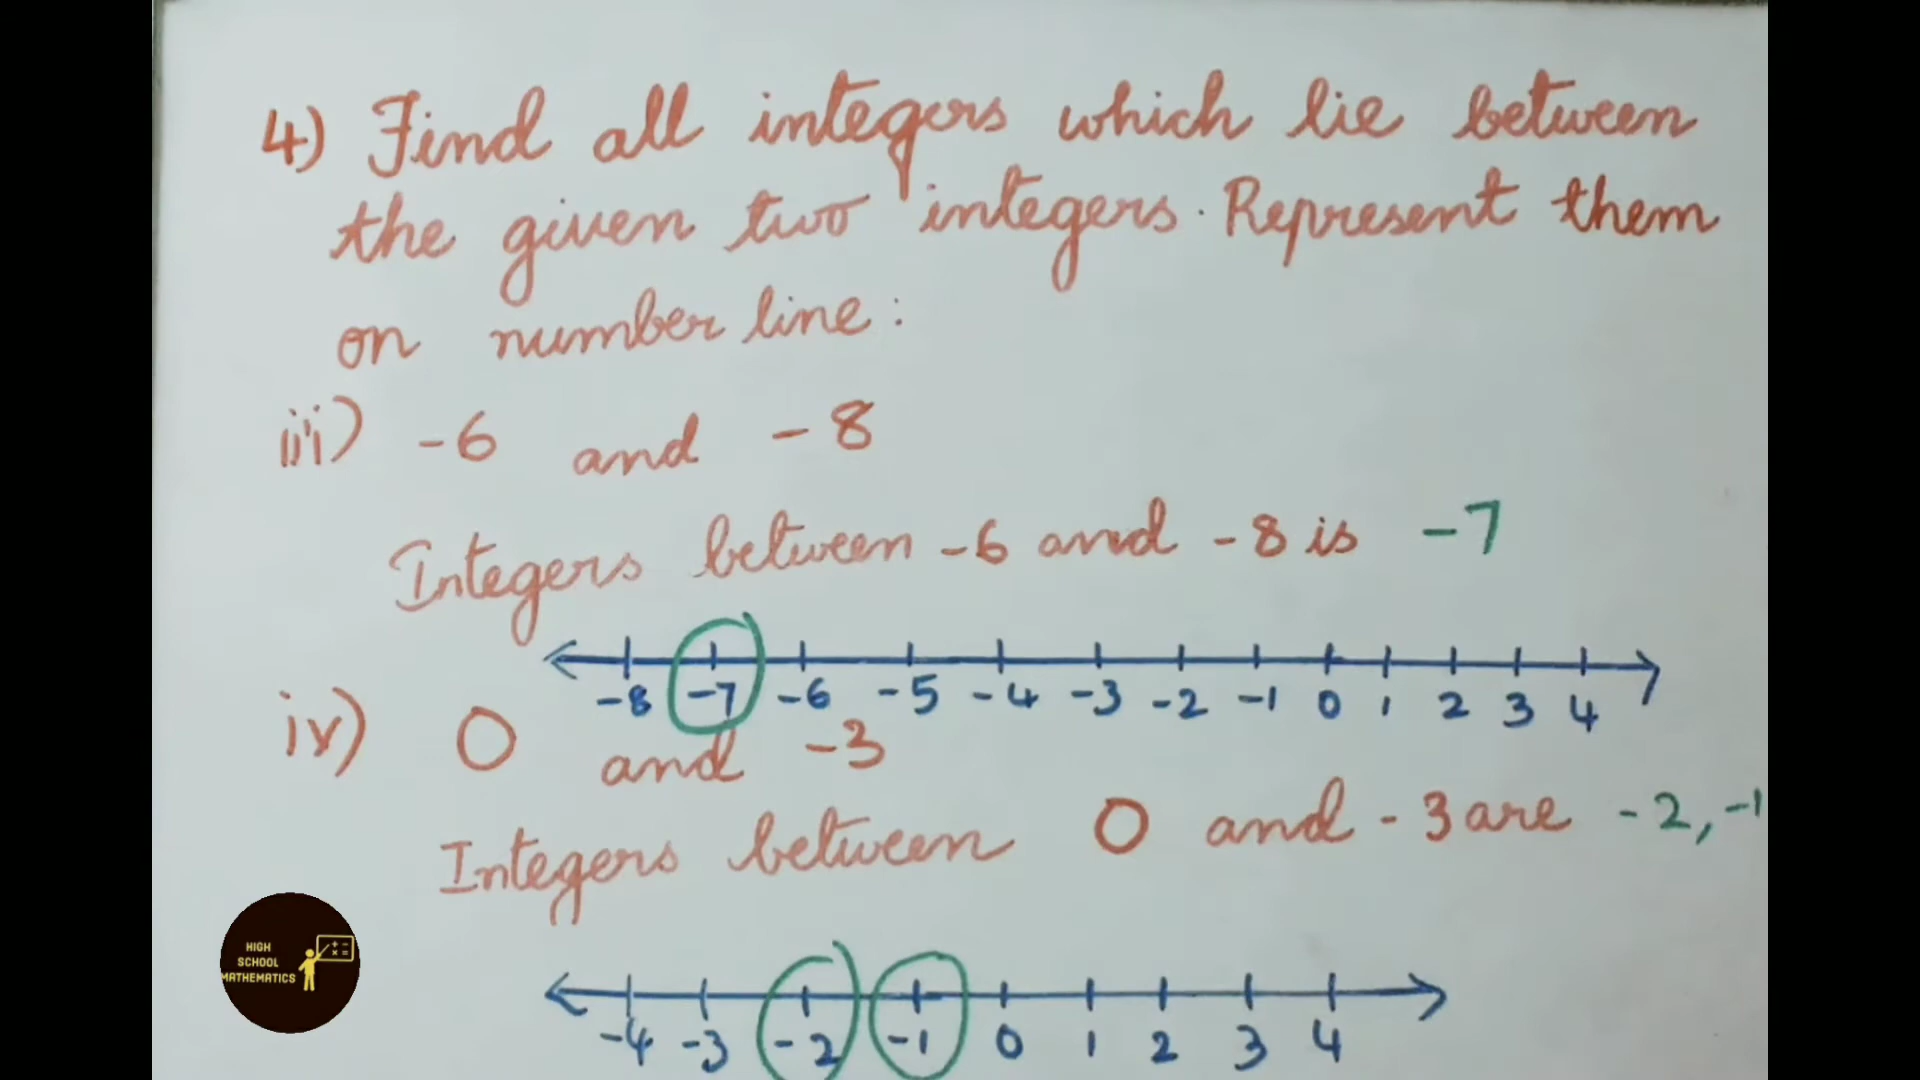 4) Find all integers which lie between
the given two integers. Represent them
on number line:
iii) -6 and -8
Integers between -6 and -8 is -7
-8 -7 -6 -5 -4 -3 -2 -1 0 1 2 3 4
iv) 0 and -3
Integers between 0 and -3 are -2, -1
-4 -3 -2 -1 0 1 2 3 4
HIGH
SCHOOL
MATHEMATICS